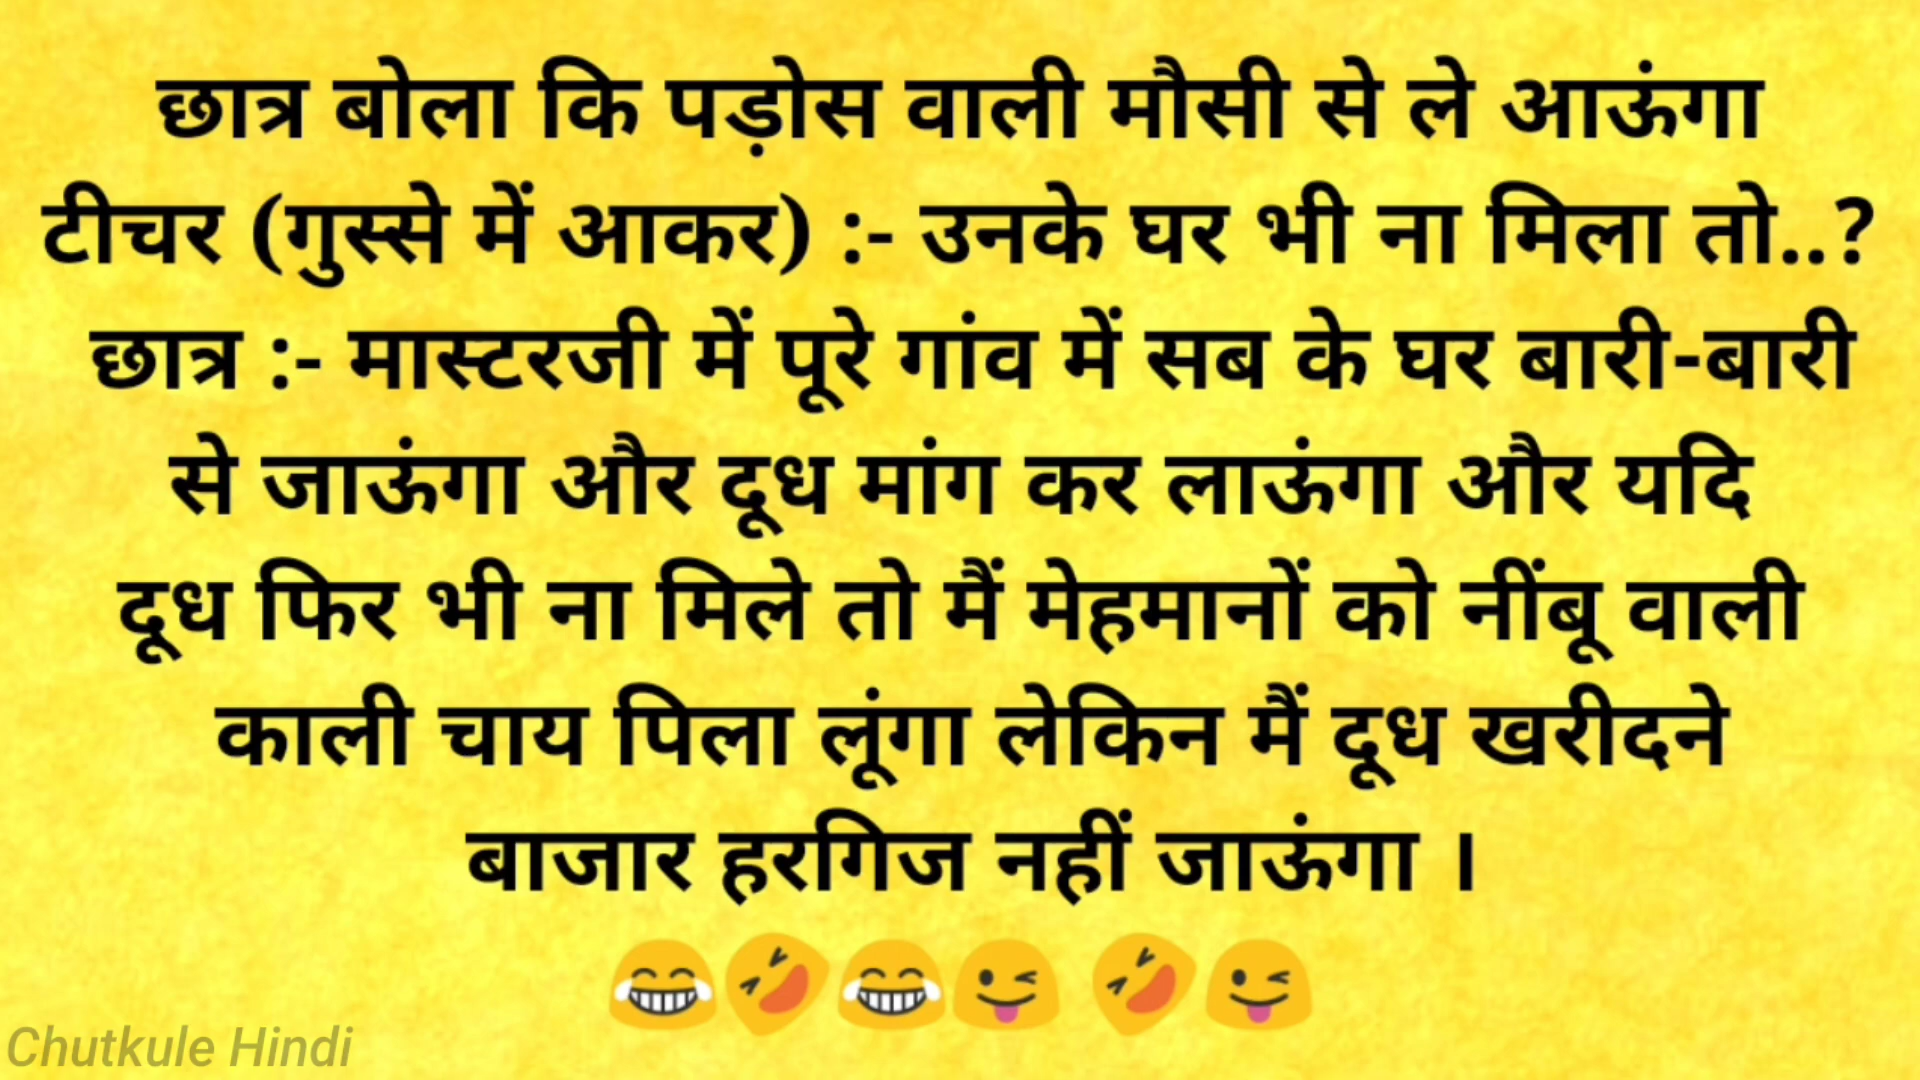 छात्र बोला कि पड़ोस वाली मौसी से ले आऊंगा
टीचर (गुस्से में आकर) :- उनके घर भी ना मिला तो..?
छात्र :- मास्टरजी में पूरे गांव में सब के घर बारी-बारी
से जाऊंगा और दूध मांग कर लाऊंगा और यदि
दूध फिर भी ना मिले तो मैं मेहमानों को नींबू वाली
काली चाय पिला लूंगा लेकिन मैं दूध खरीदने
बाजार हरगिज नहीं जाऊंगा ।
😂🤣😂😜 🤣😜
Chutkule Hindi